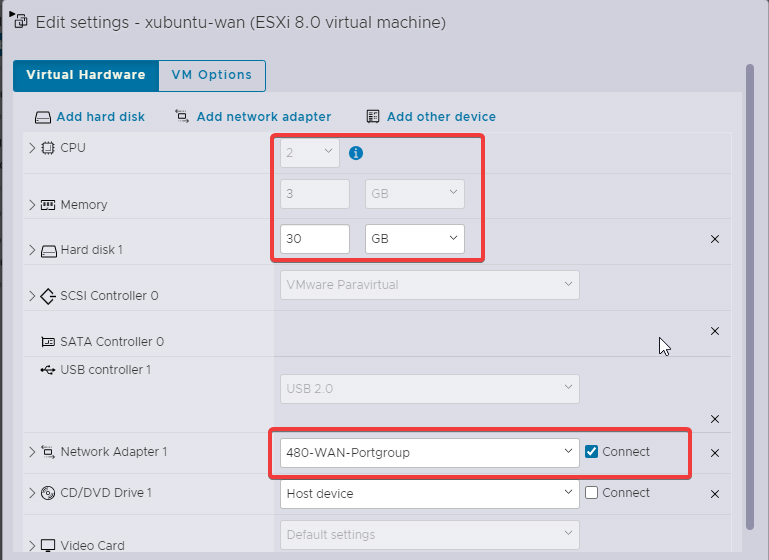 Edit settings - xubuntu-wan (ESXi 8.0 virtual machine)
Virtual Hardware VM Options
Add hard disk Add network adapter Add other device
CPU 2
Memory 3 GB
Hard disk 1 30 GB
SCSI Controller 0 VMware Paravirtual
SATA Controller 0
USB controller 1 USB 2.0
Network Adapter 1 480-WAN-Portgroup Connect
CD/DVD Drive 1 Host device Connect
Video Card Default settings